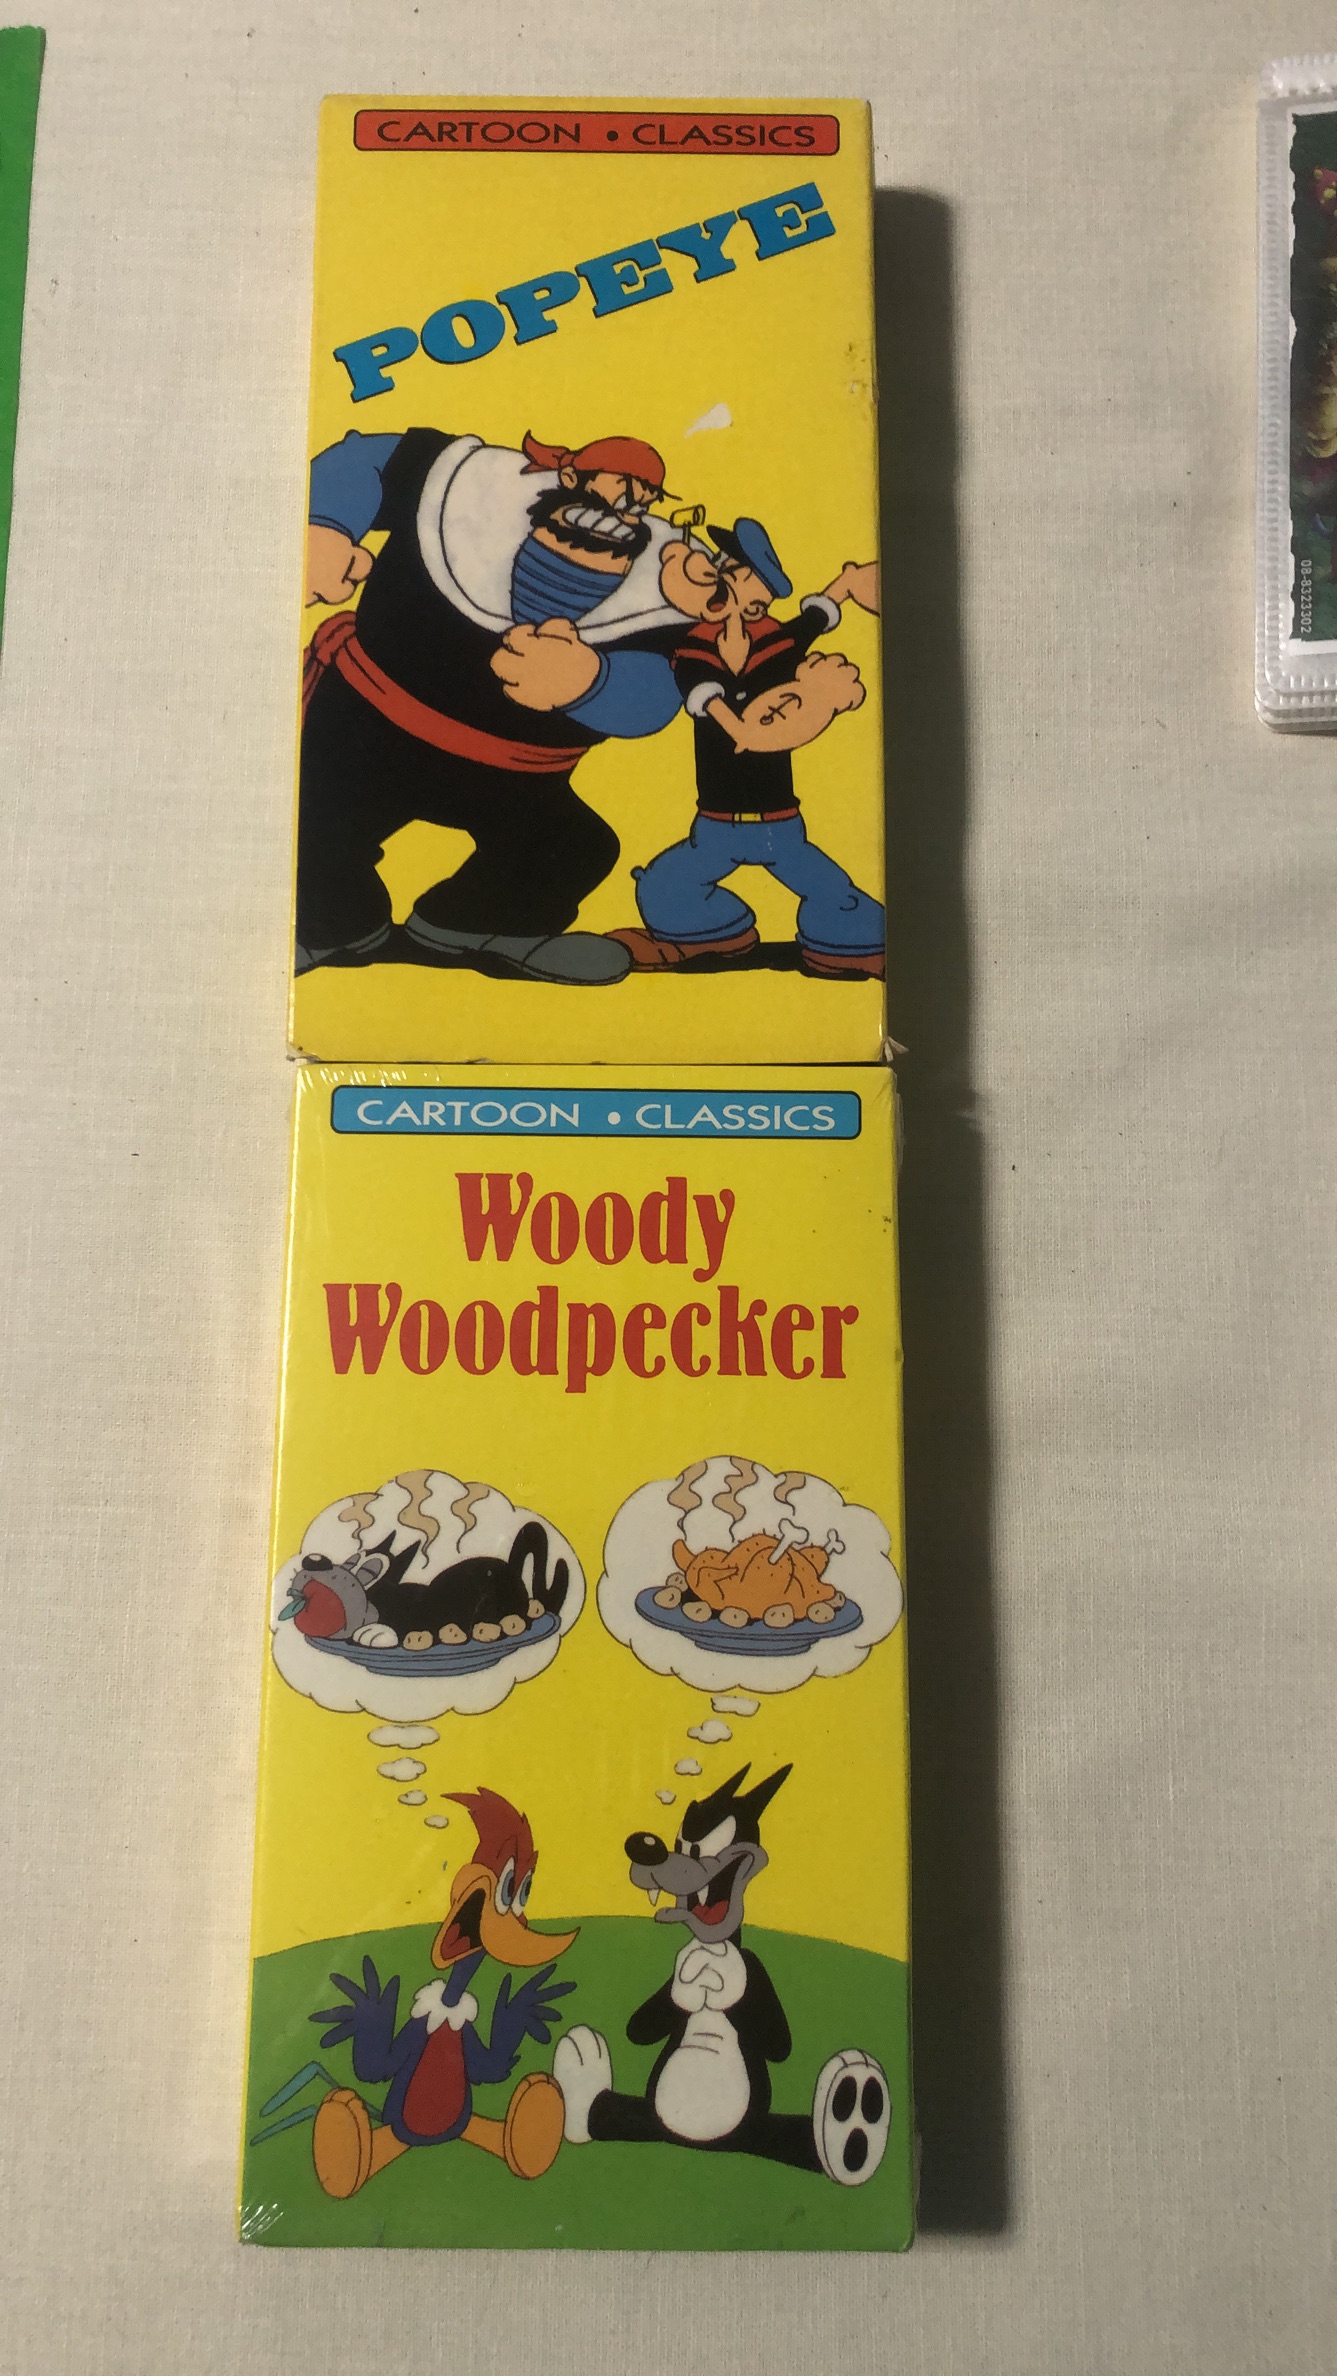 CARTOON • CLASSICS
POPEYE
CARTOON • CLASSICS
Woody
Woodpecker
08-8323302